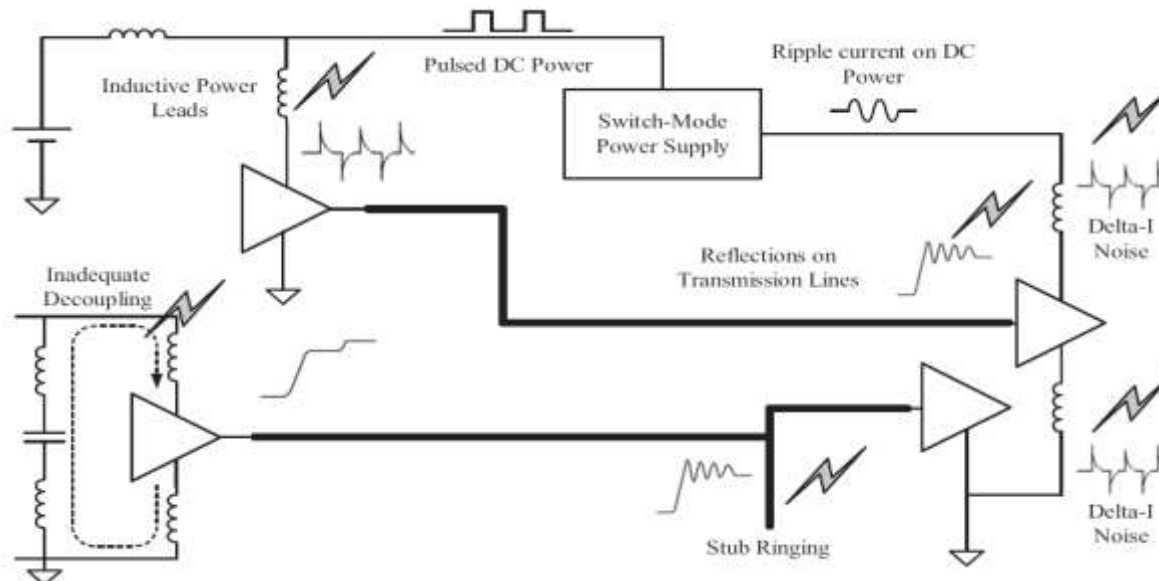 Inductive Power
Leads
Pulsed DC Power
Ripple current on DC
Power
Switch-Mode
Power Supply
Delta-I
Noise
Reflections on
Transmission Lines
Inadequate
Decoupling
Delta-I
Noise
Stub Ringing